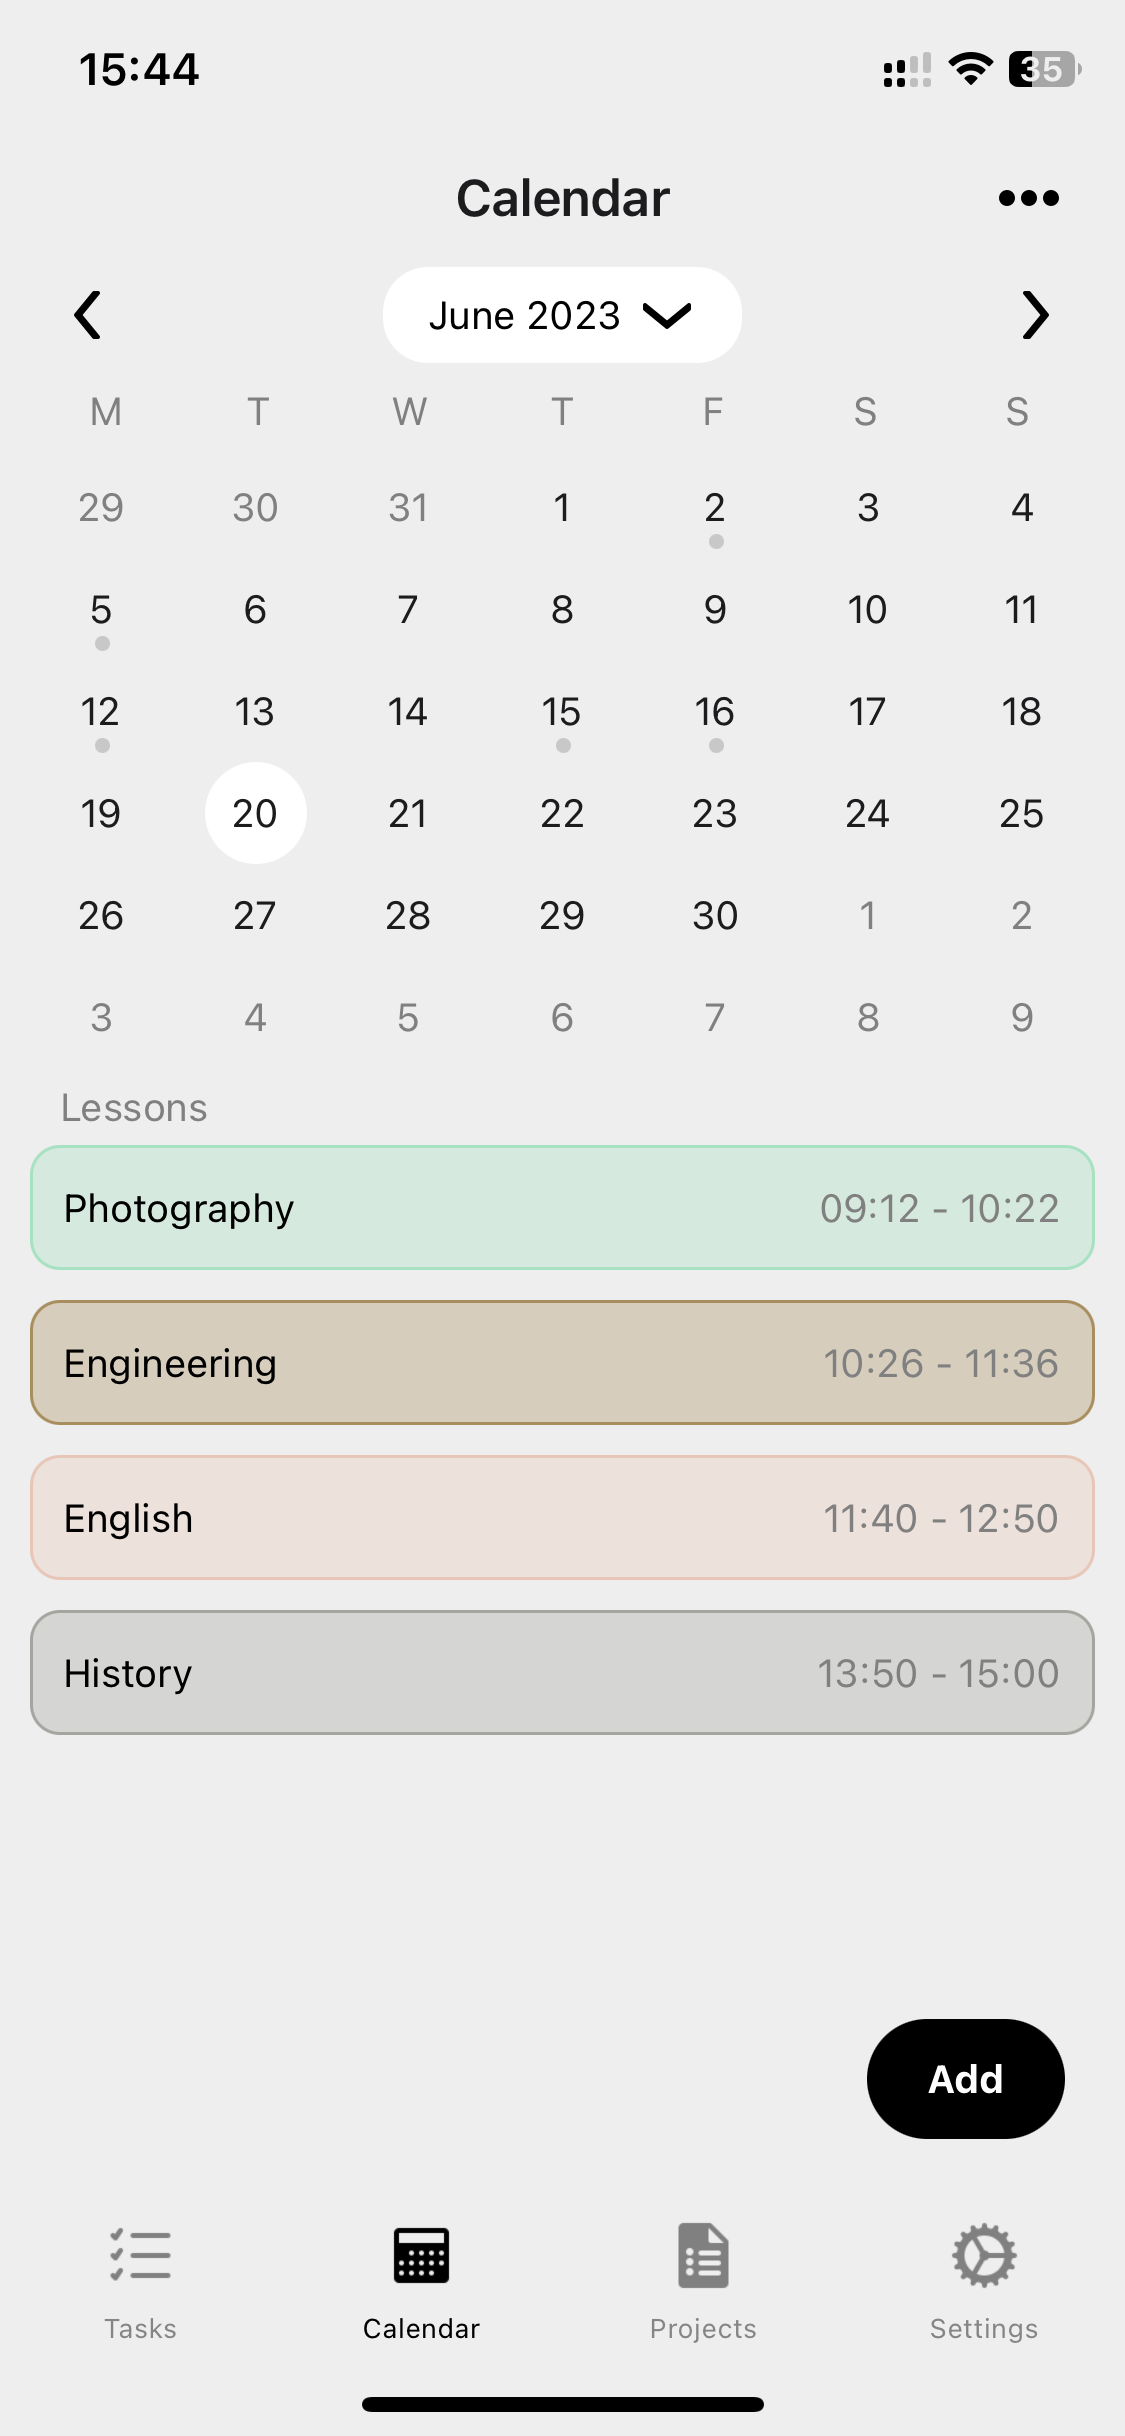 15:44
35
Calendar
June 2023
M T W T F S S
29 30 31 1 2 3 4
5 6 7 8 9 10 11
12 13 14 15 16 17 18
19 20 21 22 23 24 25
26 27 28 29 30 1 2
3 4 5 6 7 8 9
Lessons
Photography 09:12 - 10:22
Engineering 10:26 - 11:36
English 11:40 - 12:50
History 13:50 - 15:00
Add
Tasks Calendar Projects Settings